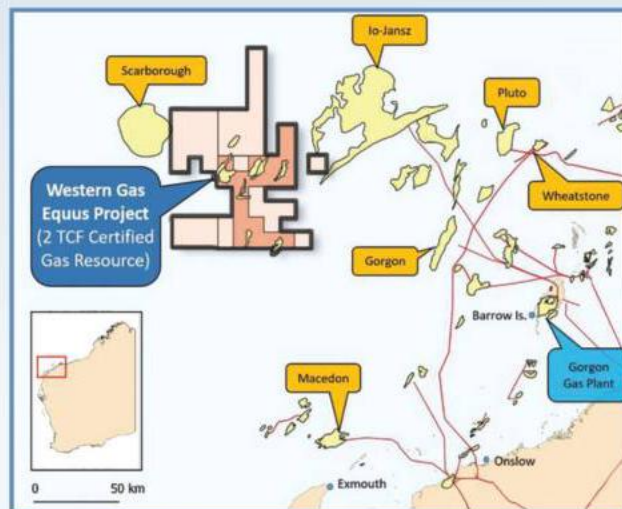 Io-Jansz
Scarborough
Pluto
Western Gas
Equus Project
(2 TCF Certified
Gas Resource)
Wheatstone
Gorgon
Barrow Is.
Gorgon
Gas Plant
Macedon
Onslow
Exmouth
0 50 km